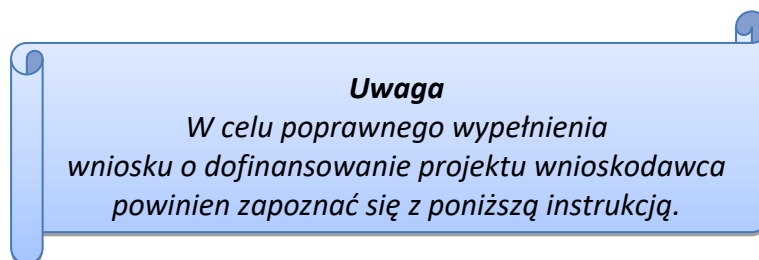 Uwaga
W celu poprawnego wypełnienia
wniosku o dofinansowanie projektu wnioskodawca
powinien zapoznać się z poniższą instrukcją.